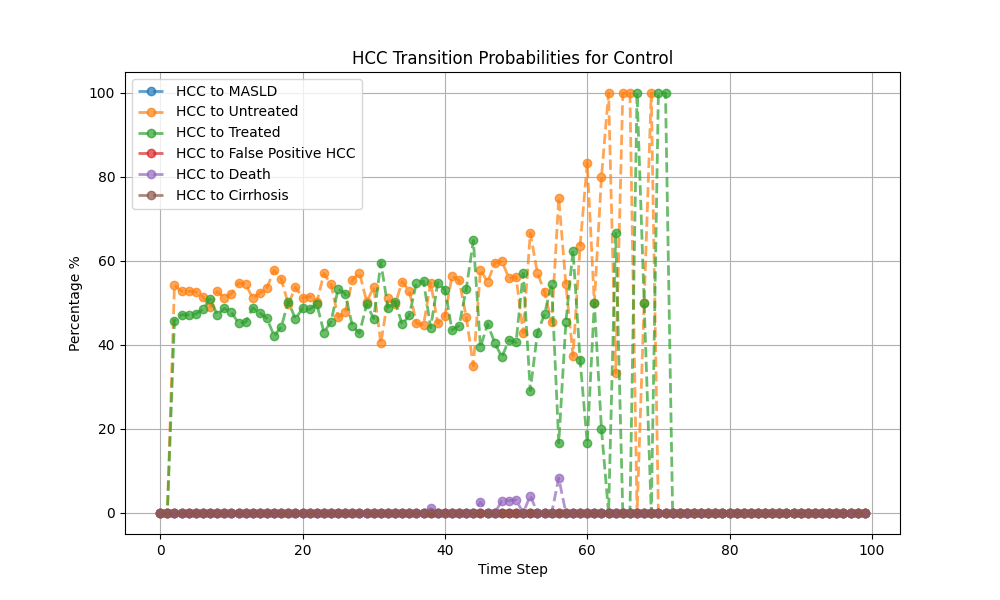 HCC Transition Probabilities for Control
HCC to MASLD
HCC to Untreated
HCC to Treated
HCC to False Positive HCC
HCC to Death
HCC to Cirrhosis
Percentage %
100
80
60
40
20
0
0 20 40 60 80 100
Time Step